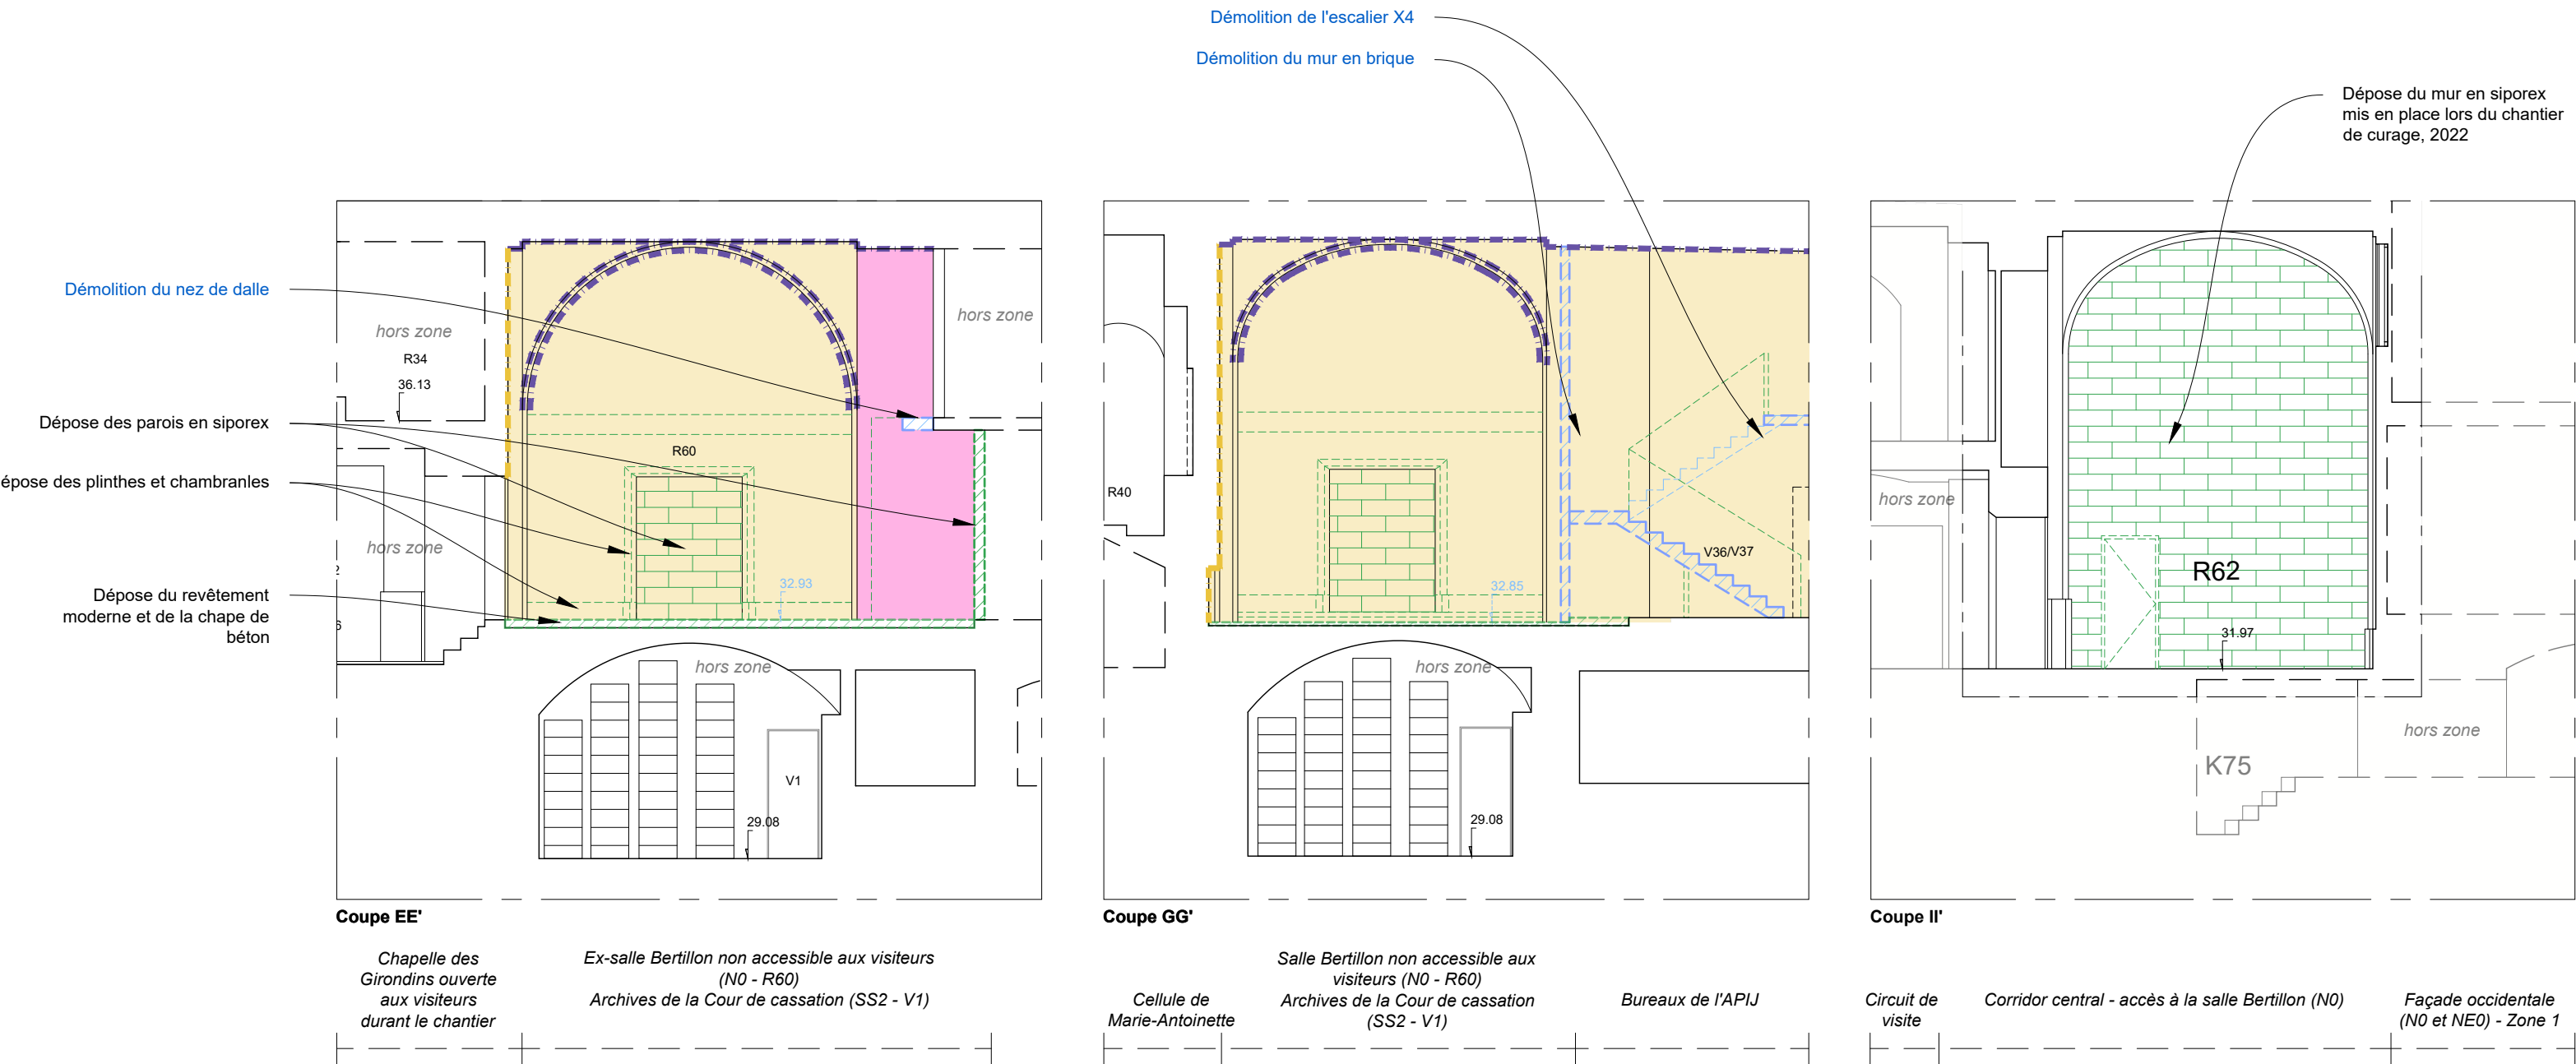 Démolition de l'escalier X4
Démolition du mur en brique
Dépose du mur en siporex
mis en place lors du chantier
de curage, 2022
Démolition du nez de dalle
Dépose des parois en siporex
épose des plinthes et chambranles
Dépose du revêtement
moderne et de la chape de
béton
hors zone
R34
36.13
hors zone
hors zone
2
6
R60
32.93
hors zone
V1
29.08
R40
32.85
V36/V37
hors zone
29.08
hors zone
R62
31.97
hors zone
K75
Coupe EE'
Coupe GG'
Coupe II'
Chapelle des
Girondins ouverte
aux visiteurs
durant le chantier
Ex-salle Bertillon non accessible aux visiteurs
(N0 - R60)
Archives de la Cour de cassation (SS2 - V1)
Cellule de
Marie-Antoinette
Salle Bertillon non accessible aux
visiteurs (N0 - R60)
Archives de la Cour de cassation
(SS2 - V1)
Bureaux de l'APIJ
Circuit de
visite
Corridor central - accès à la salle Bertillon (N0)
Façade occidentale
(N0 et NE0) - Zone 1